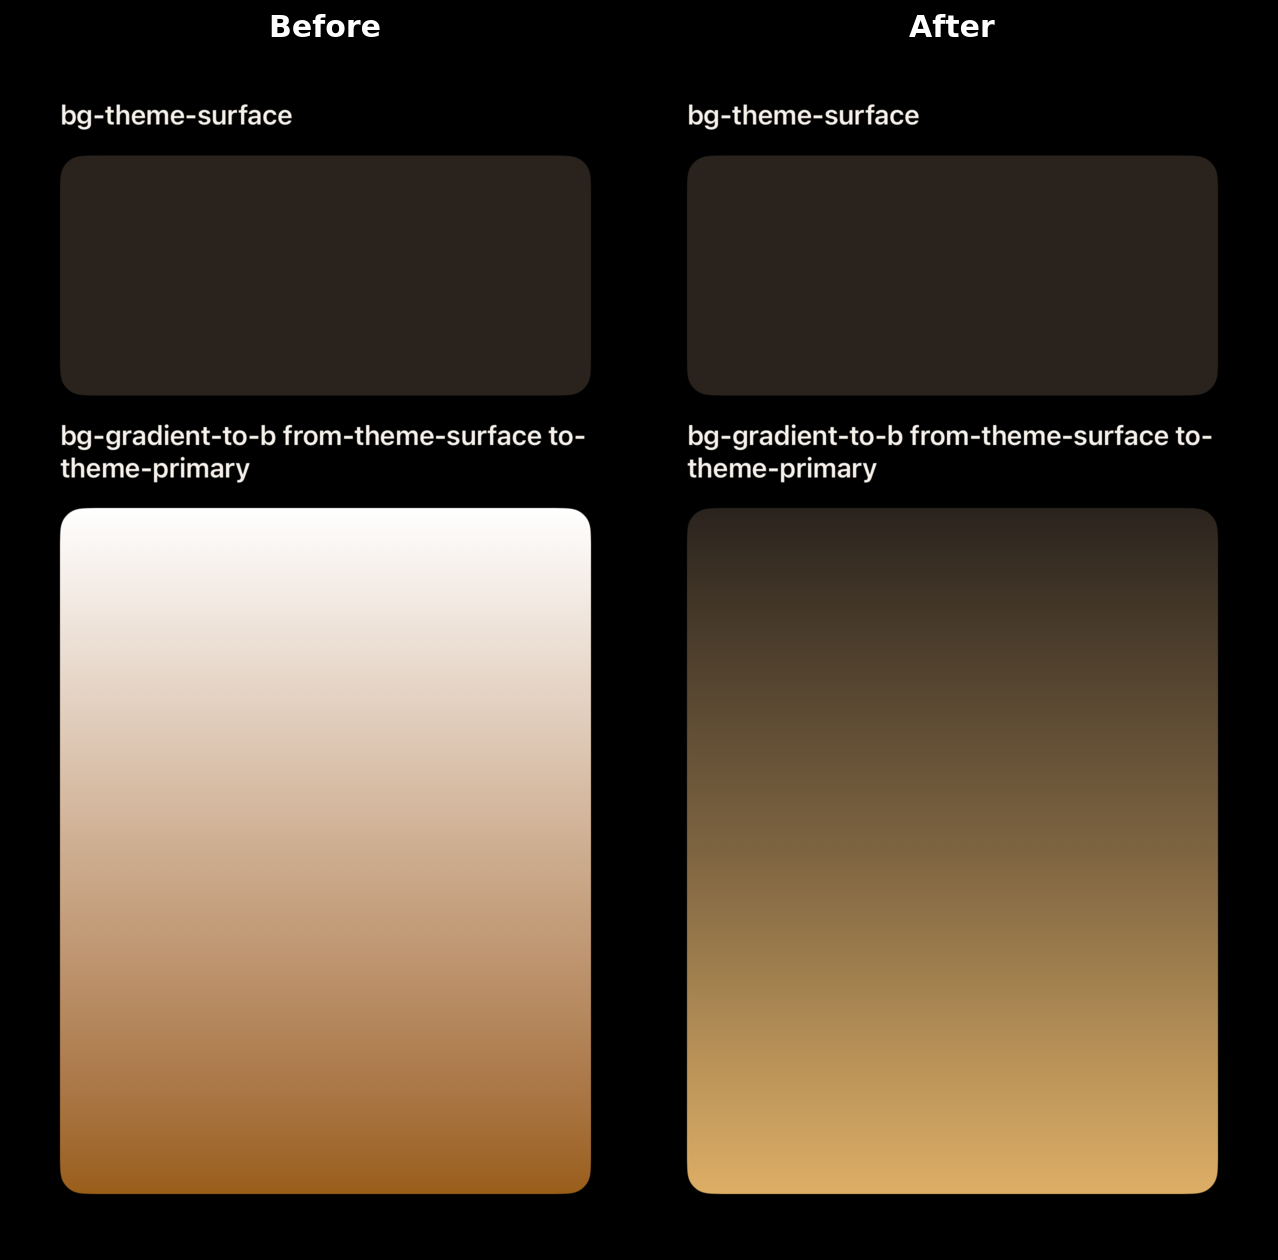 Before
After
bg-theme-surface
bg-theme-surface
bg-gradient-to-b from-theme-surface to-
theme-primary
bg-gradient-to-b from-theme-surface to-
theme-primary